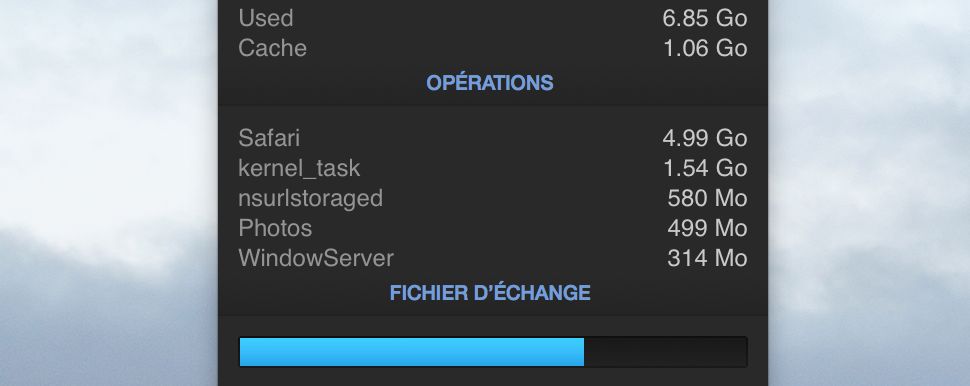 Used 6.85 Go
Cache 1.06 Go
OPÉRATIONS
Safari 4.99 Go
kernel_task 1.54 Go
nsurlstoraged 580 Mo
Photos 499 Mo
WindowServer 314 Mo
FICHIER D’ÉCHANGE